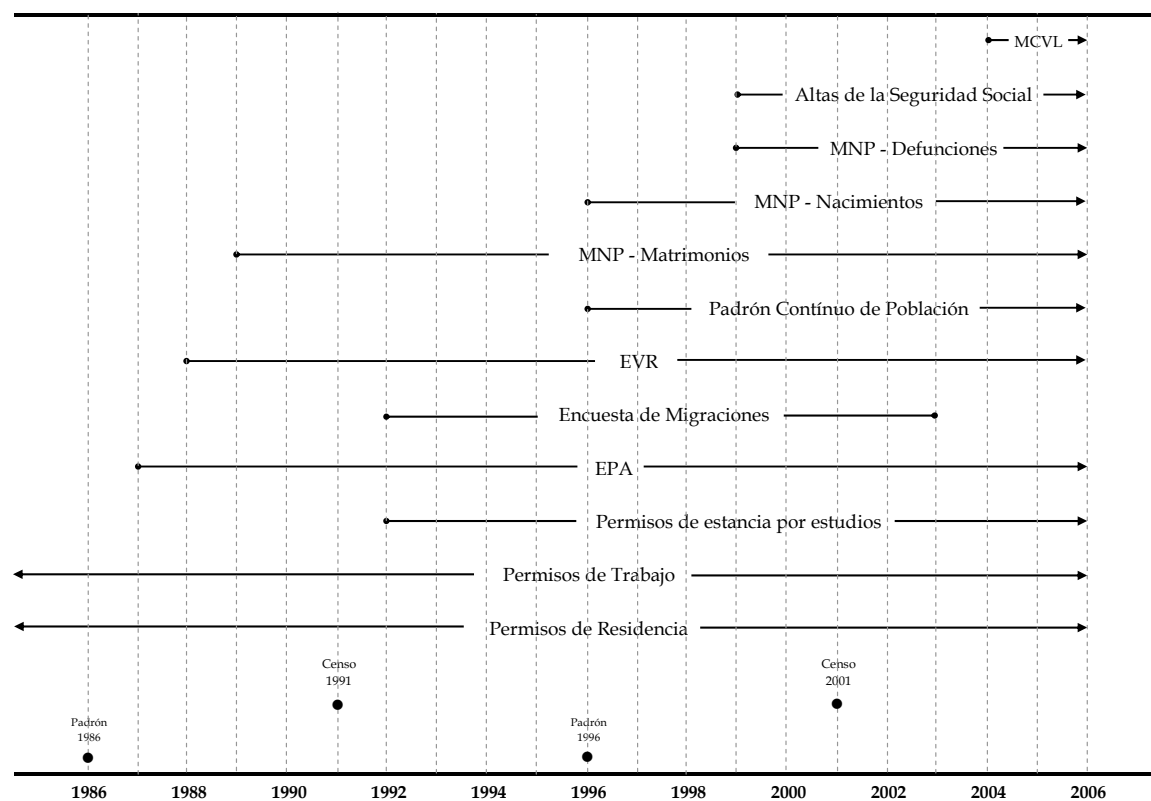 MCVL
Altas de la Seguridad Social
MNP - Defunciones
MNP - Nacimientos
MNP - Matrimonios
Padrón Contínuo de Población
EVR
Encuesta de Migraciones
EPA
Permisos de estancia por estudios
Permisos de Trabajo
Permisos de Residencia
Censo
1991
Censo
2001
Padrón
1986
Padrón
1996
1986 1988 1990 1992 1994 1996 1998 2000 2002 2004 2006